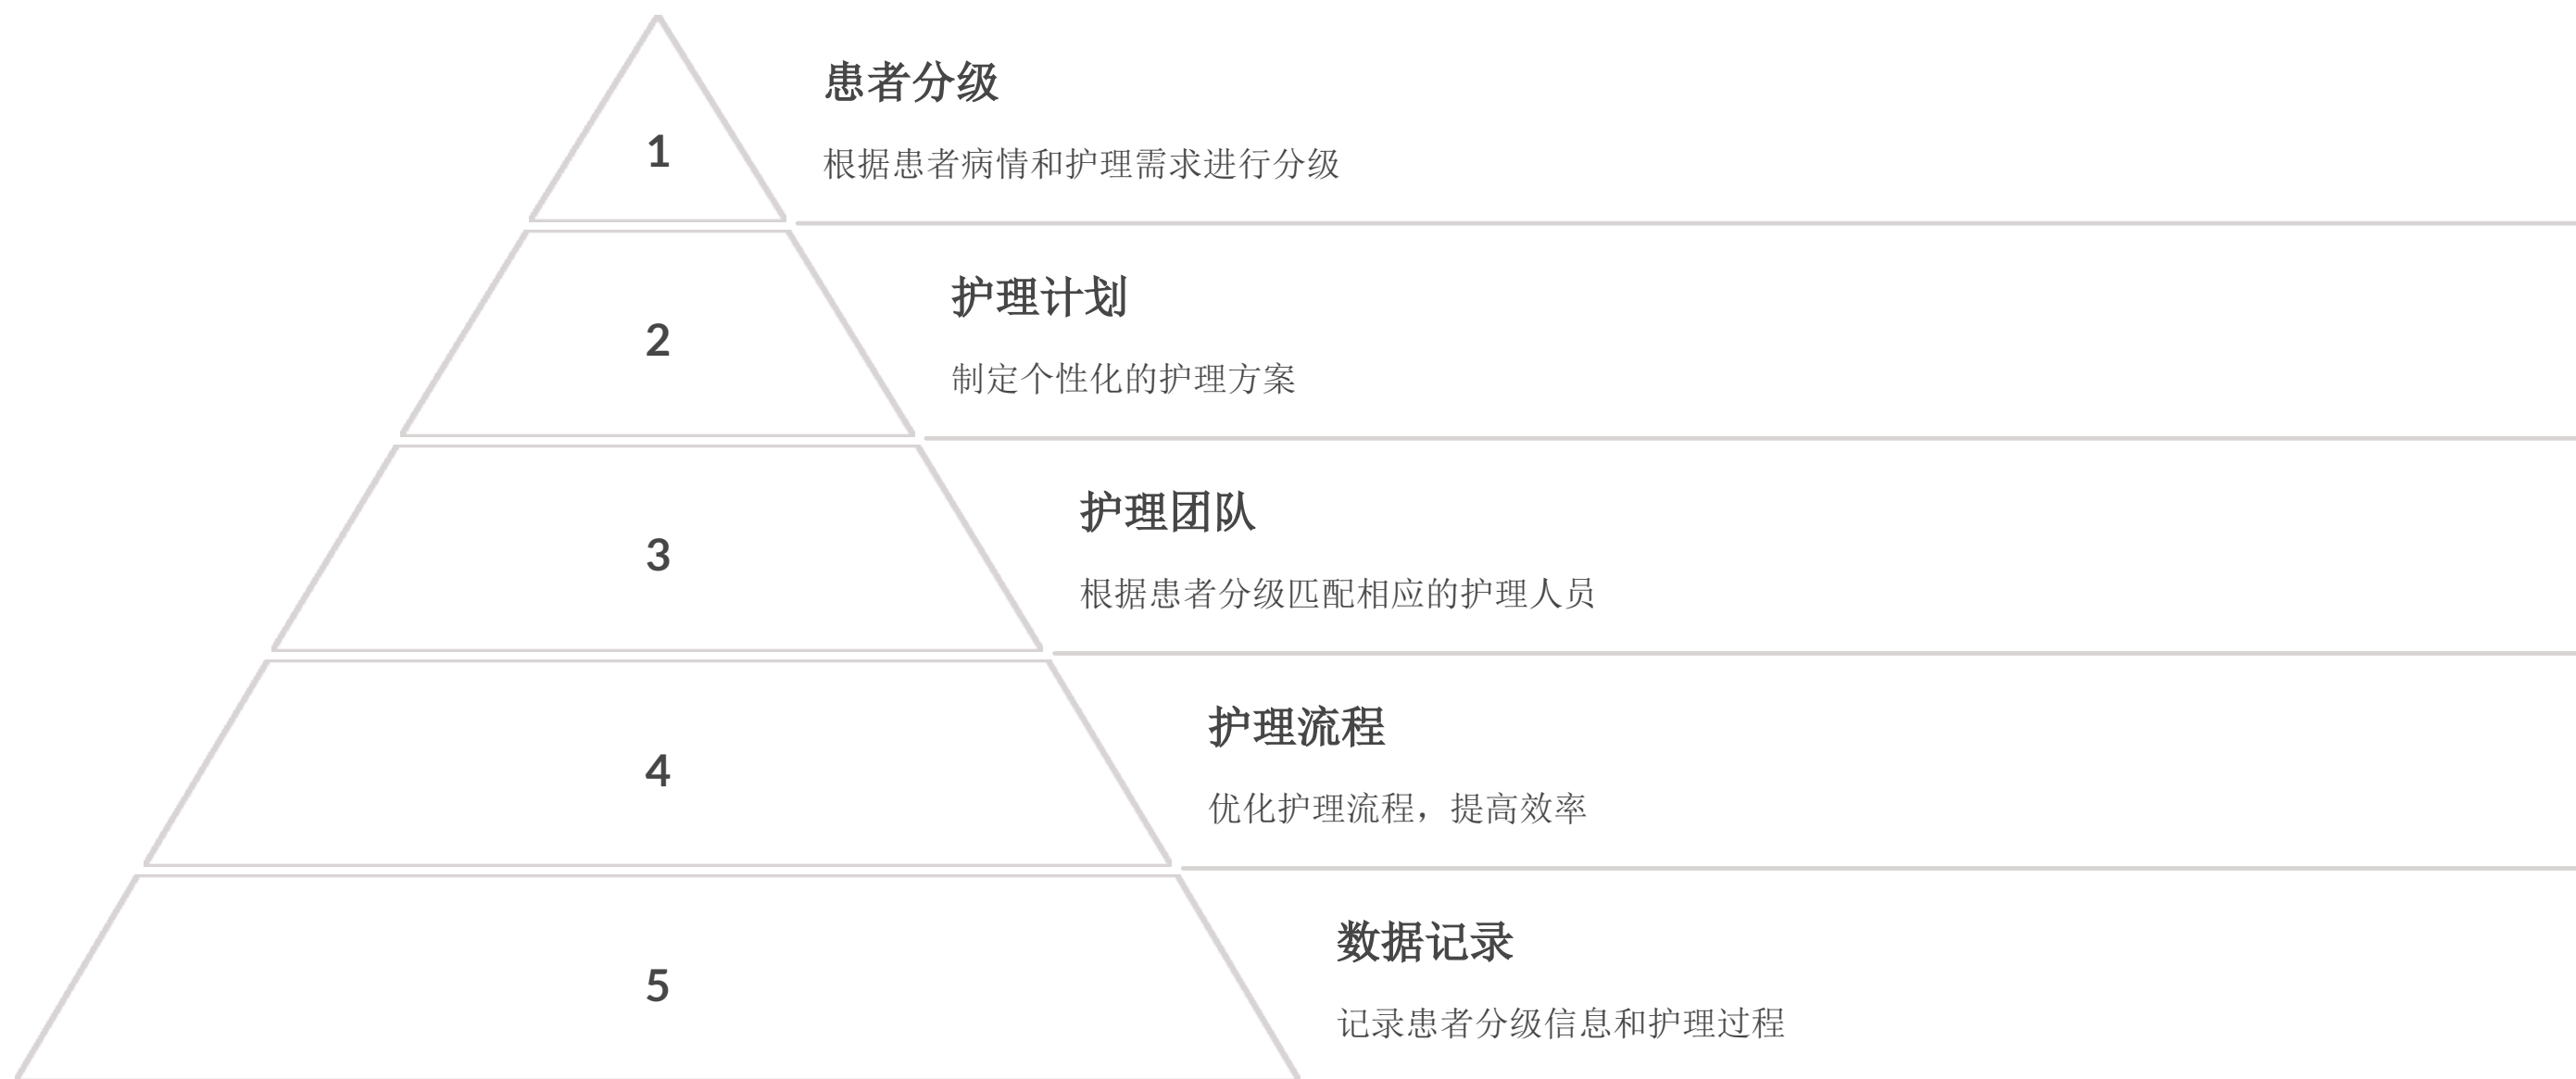 患者分级
1
根据患者病情和护理需求进行分级
护理计划
2
制定个性化的护理方案
护理团队
3
根据患者分级匹配相应的护理人员
护理流程
4
优化护理流程，提高效率
数据记录
5
记录患者分级信息和护理过程